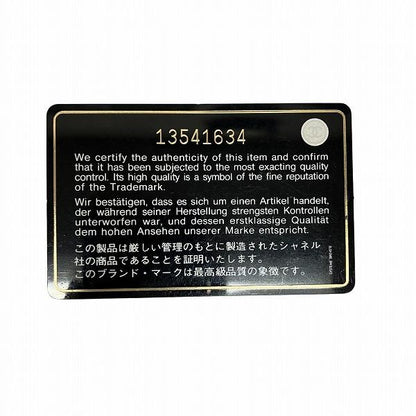 13541634
We certify the authenticity of this item and confirm
that it has been subjected to the most exacting quality
control. Its high quality is a symbol of the fine reputation
of the Trademark.
Wir bestätigen, dass es sich um einen Artikel handelt,
der während seiner Herstellung strengsten Kontrollen
unterworfen war, und dessen erstklassige Qualität
dem hohen Ansehen unserer Marke entspricht.
この製品は厳しい管理のもとに製造されたシャネル
社の商品であることを証明いたします。
このブランド・マークは最高級品質の象徴です。